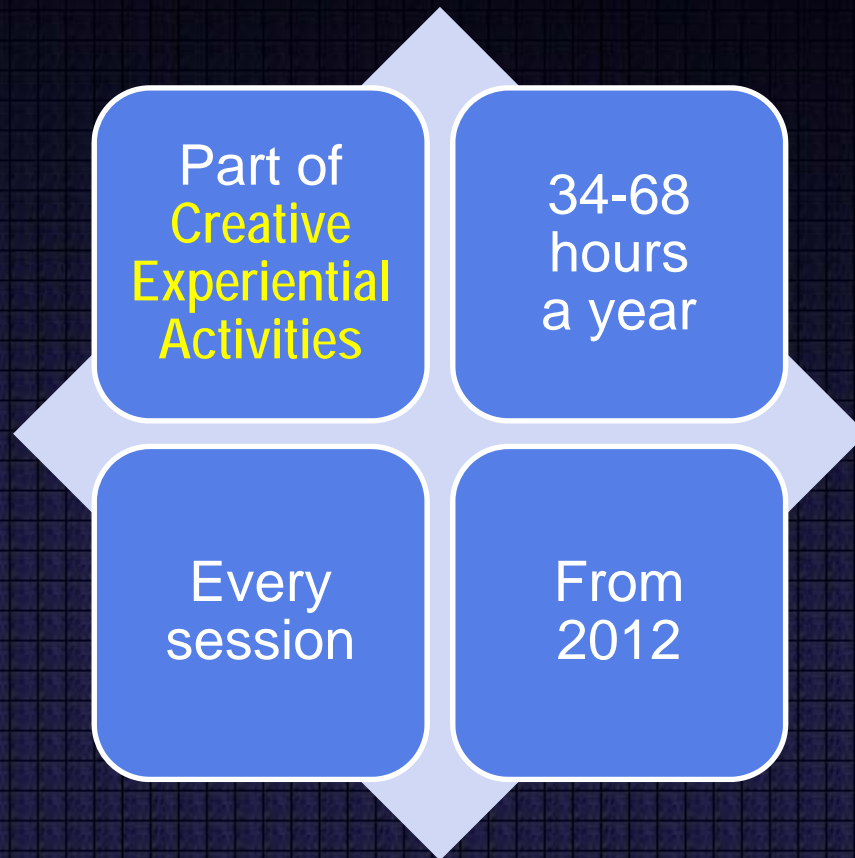 Part of
Creative
Experiential
Activities
34-68
hours
a year
Every
session
From
2012